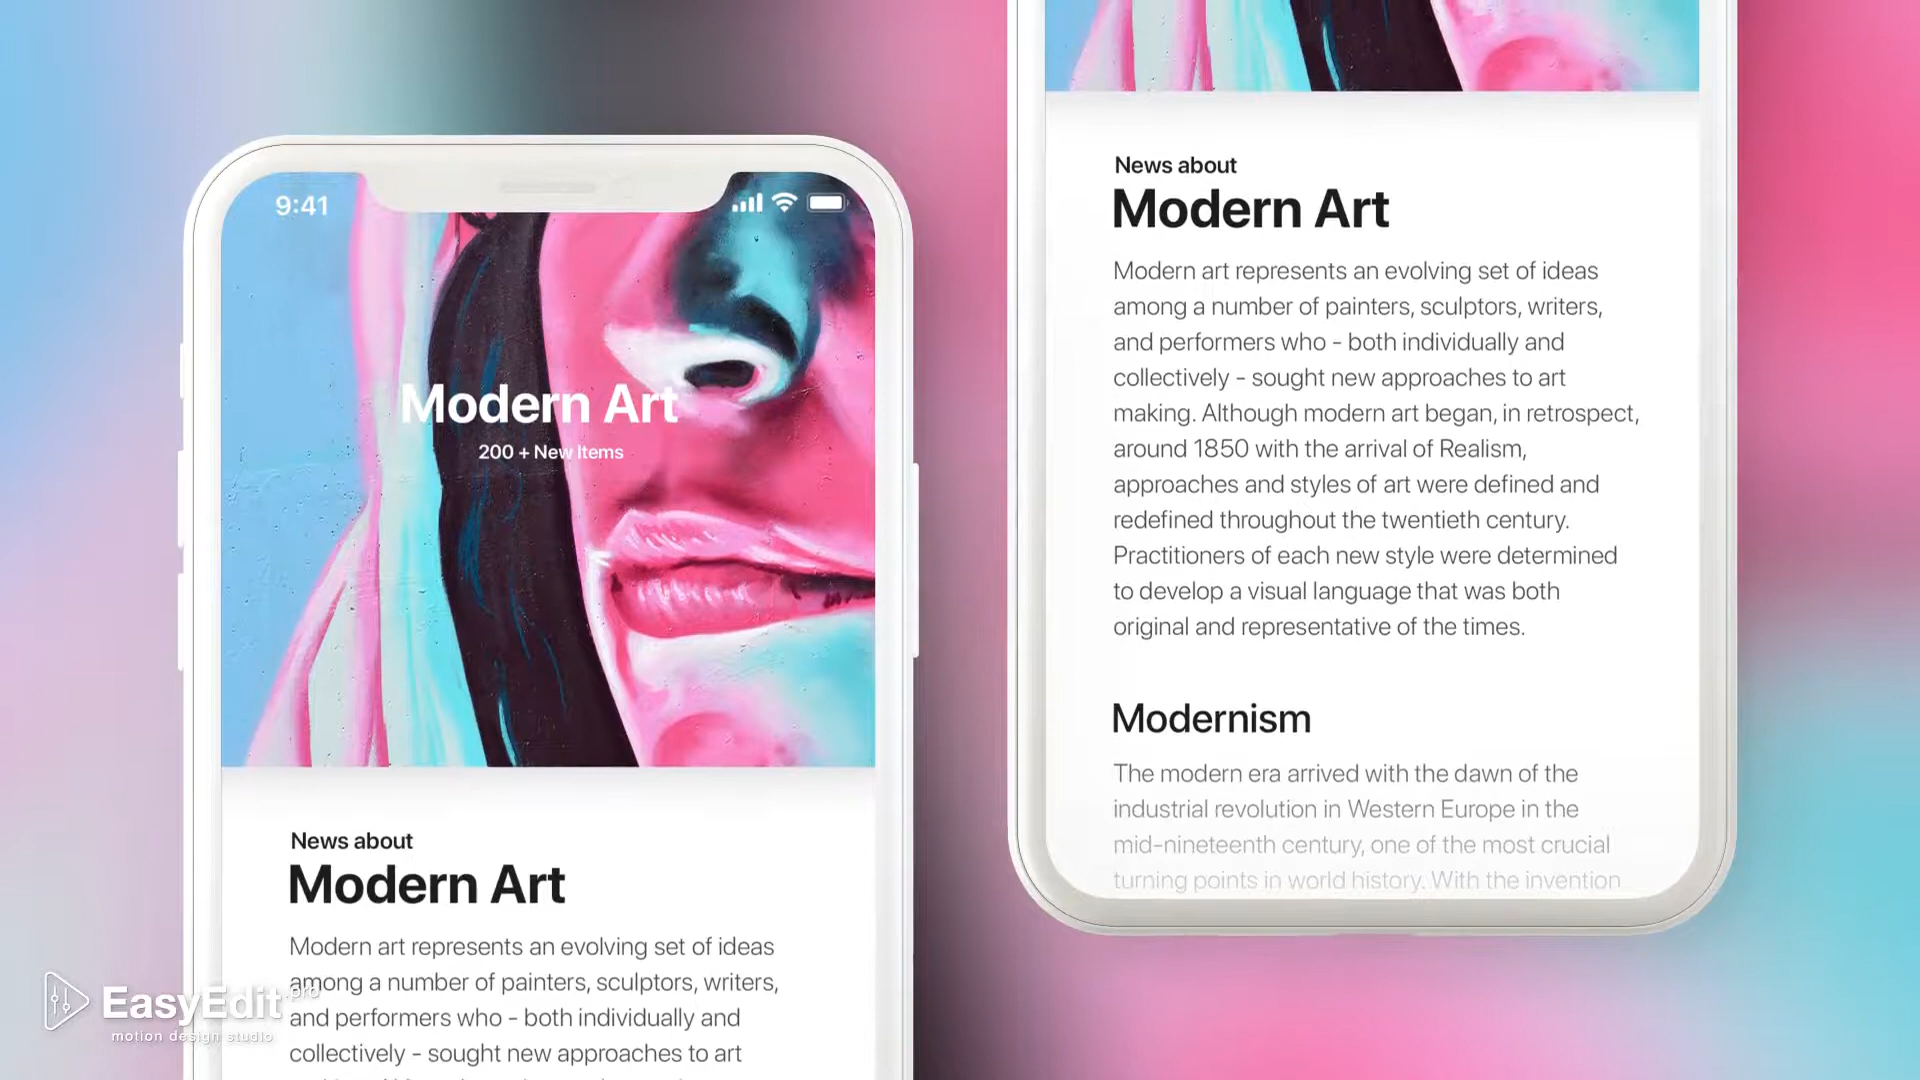 9:41
Modern Art
200 + New Items
News about
Modern Art
Modern art represents an evolving set of ideas
among a number of painters, sculptors, writers,
and performers who - both individually and
collectively - sought new approaches to art
News about
Modern Art
Modern art represents an evolving set of ideas
among a number of painters, sculptors, writers,
and performers who - both individually and
collectively - sought new approaches to art
making. Although modern art began, in retrospect,
around 1850 with the arrival of Realism,
approaches and styles of art were defined and
redefined throughout the twentieth century.
Practitioners of each new style were determined
to develop a visual language that was both
original and representative of the times.
Modernism
The modern era arrived with the dawn of the
industrial revolution in Western Europe in the
mid-nineteenth century, one of the most crucial
turning points in world history. With the invention
EasyEdit.pro
motion design studio